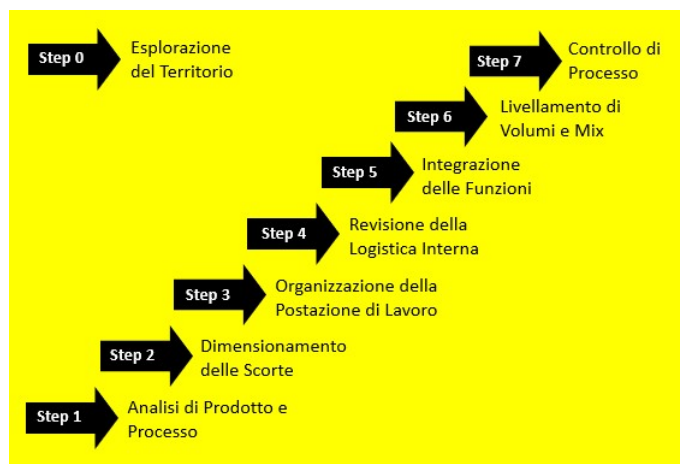 Step 0
Esplorazione
del Territorio
Step 7
Controllo di
Processo
Step 6
Livellamento di
Volumi e Mix
Step 5
Integrazione
delle Funzioni
Step 4
Revisione della
Logistica Interna
Step 3
Organizzazione della
Postazione di Lavoro
Step 2
Dimensionamento
delle Scorte
Step 1
Analisi di Prodotto e
Processo